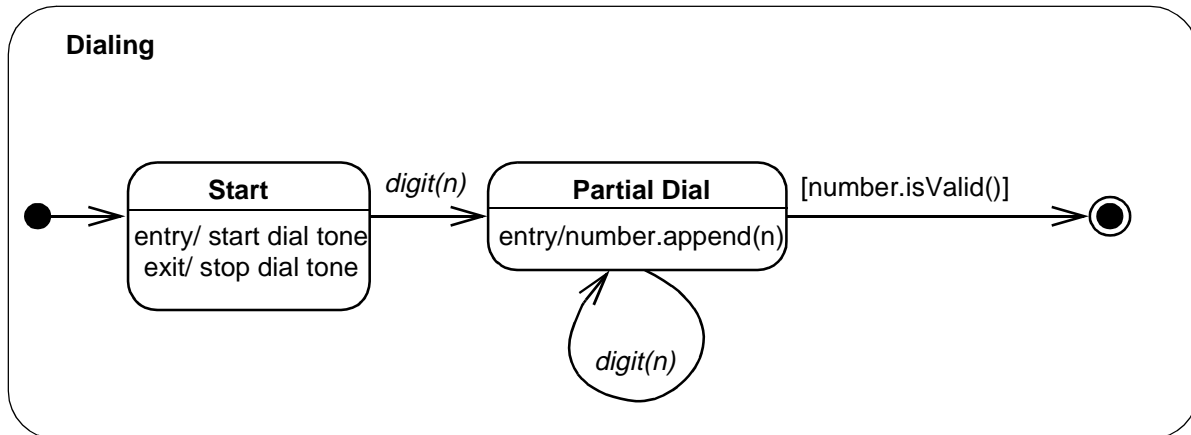 Dialing
Start
digit(n)
Partial Dial
[number.isValid()]
entry/ start dial tone
exit/ stop dial tone
entry/number.append(n)
digit(n)